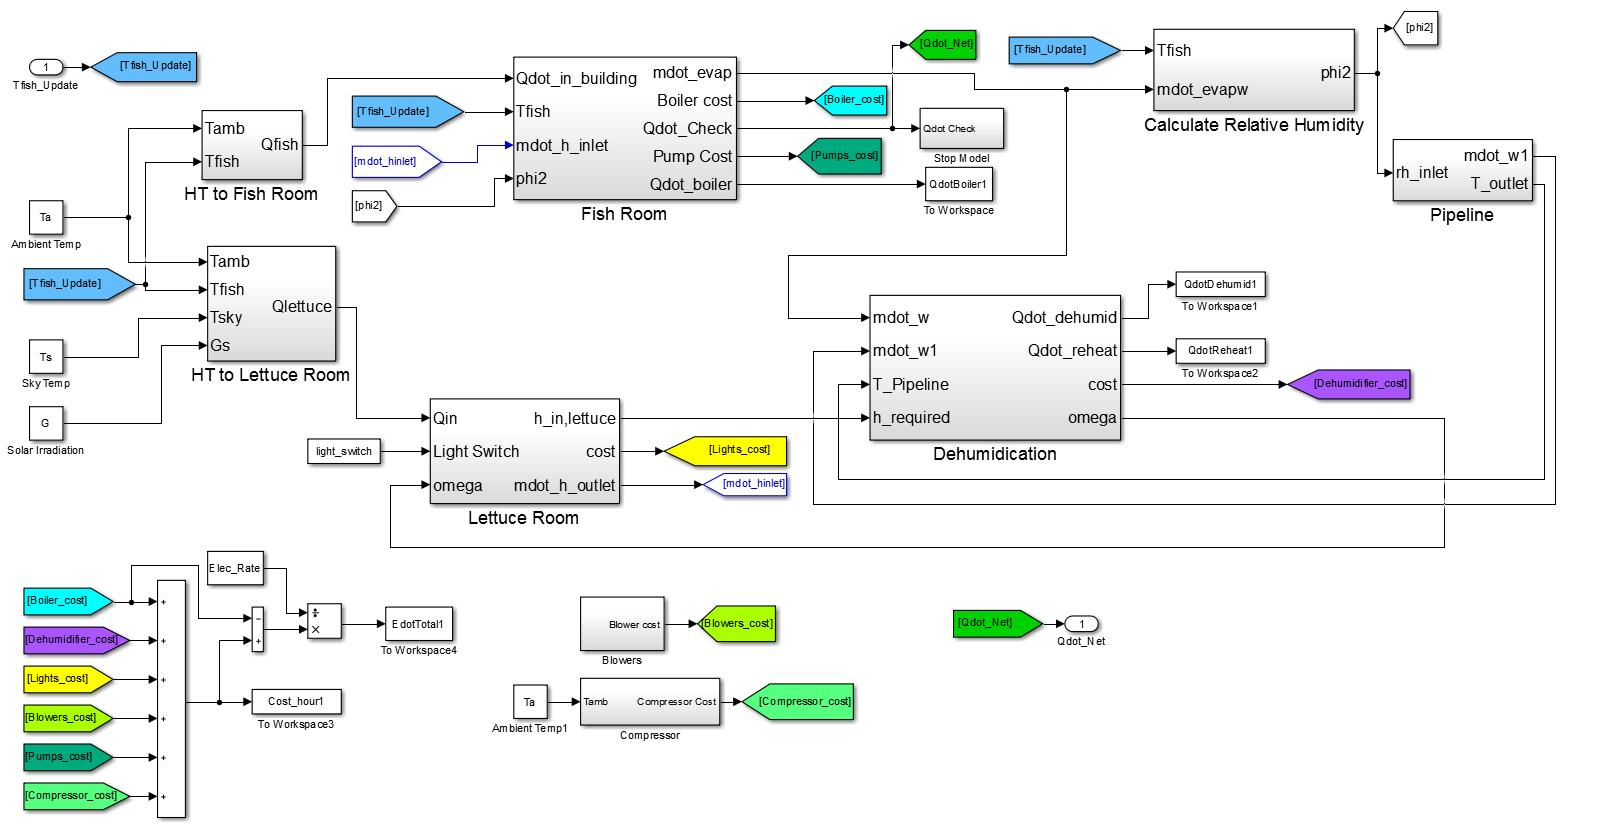 1
Tfish_Update
[Tfish_Update]
Tamb
Tfish
Qfish
HT to Fish Room
Ta
Ambient Temp
[Tfish_Update]
Tamb
Tfish
Tsky
Gs
Qlettuce
HT to Lettuce Room
Ts
Sky Temp
G
Solar Irradiation
[Tfish_Update]
[mdot_hinlet]
[phi2]
Qdot_in_building
Tfish
mdot_h_inlet
phi2
mdot_evap
Boiler cost
Qdot_Check
Pump Cost
Qdot_boiler
Fish Room
[Qdot_Net]
[Boiler_cost]
Qdot Check
Stop Model
[Pumps_cost]
QdotBoiler1
To Workspace
[Tfish_Update]
Tfish
mdot_evapw
phi2
Calculate Relative Humidity
[phi2]
rh_inlet
mdot_w1
T_outlet
Pipeline
mdot_w
mdot_w1
T_Pipeline
h_required
Qdot_dehumid
Qdot_reheat
cost
omega
Dehumidication
QdotDehumid1
To Workspace1
QdotReheat1
To Workspace2
[Dehumidifier_cost]
light_switch
Qin
Light Switch
omega
h_in,lettuce
cost
mdot_h_outlet
Lettuce Room
[Lights_cost]
[mdot_hinlet]
[Boiler_cost]
[Dehumidifier_cost]
[Lights_cost]
[Blowers_cost]
[Pumps_cost]
[Compressor_cost]
+
+
+
+
+
+
Elec_Rate
−
+
÷
×
EdotTotal1
To Workspace4
Cost_hour1
To Workspace3
Blower cost
Blowers
[Blowers_cost]
Ta
Ambient Temp1
Tamb
Compressor Cost
Compressor
[Compressor_cost]
[Qdot_Net]
1
Qdot_Net